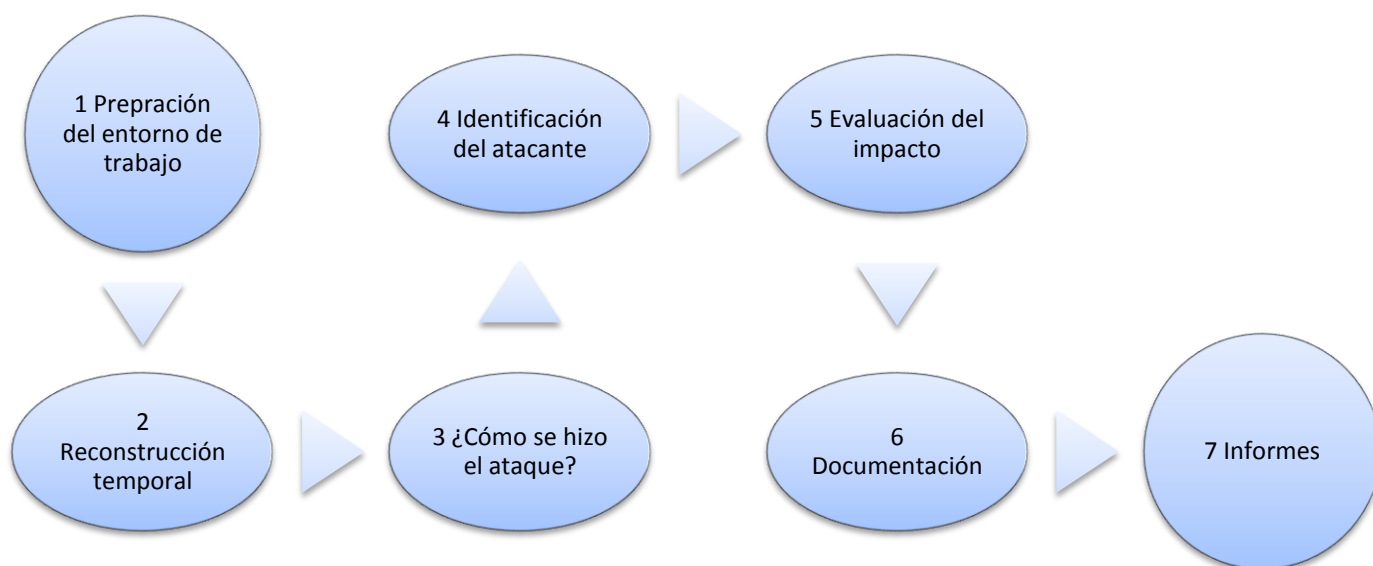 1 Prepración
del entorno de
trabajo
2
Reconstrucción
temporal
3 ¿Cómo se hizo
el ataque?
4 Identificación
del atacante
5 Evaluación del
impacto
6
Documentación
7 Informes